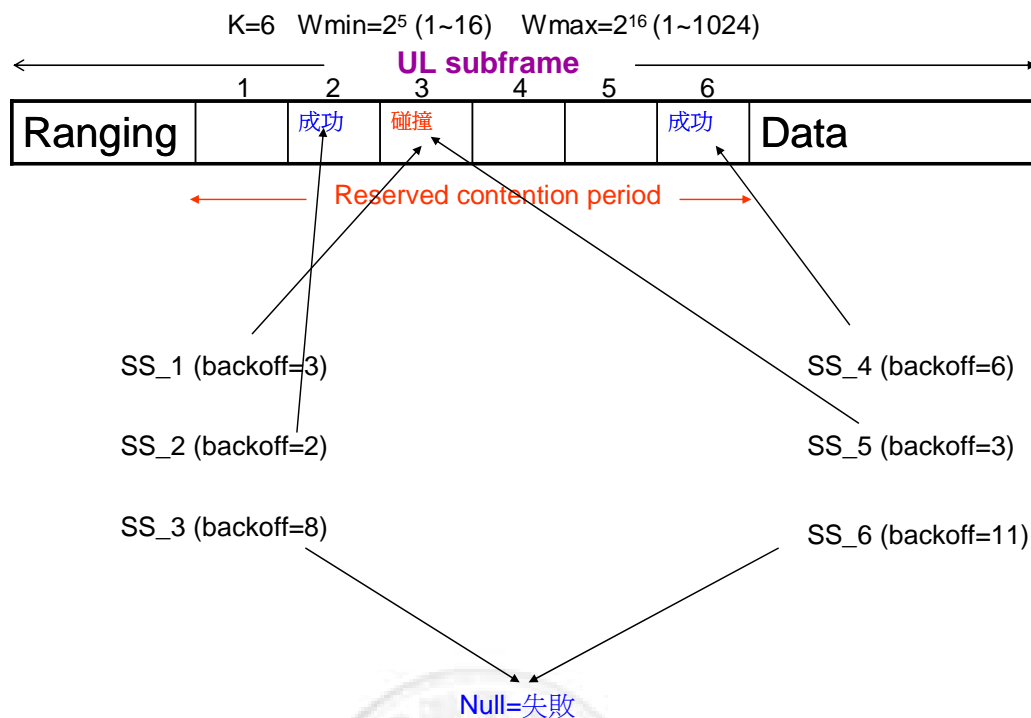 K=6 Wmin=2⁵ (1~16) Wmax=2¹⁶ (1~1024)
UL subframe
1 2 3 4 5 6
Ranging 成功 碰撞 成功 Data
Reserved contention period
SS_1 (backoff=3) SS_4 (backoff=6)
SS_2 (backoff=2) SS_5 (backoff=3)
SS_3 (backoff=8) SS_6 (backoff=11)
Null=失敗